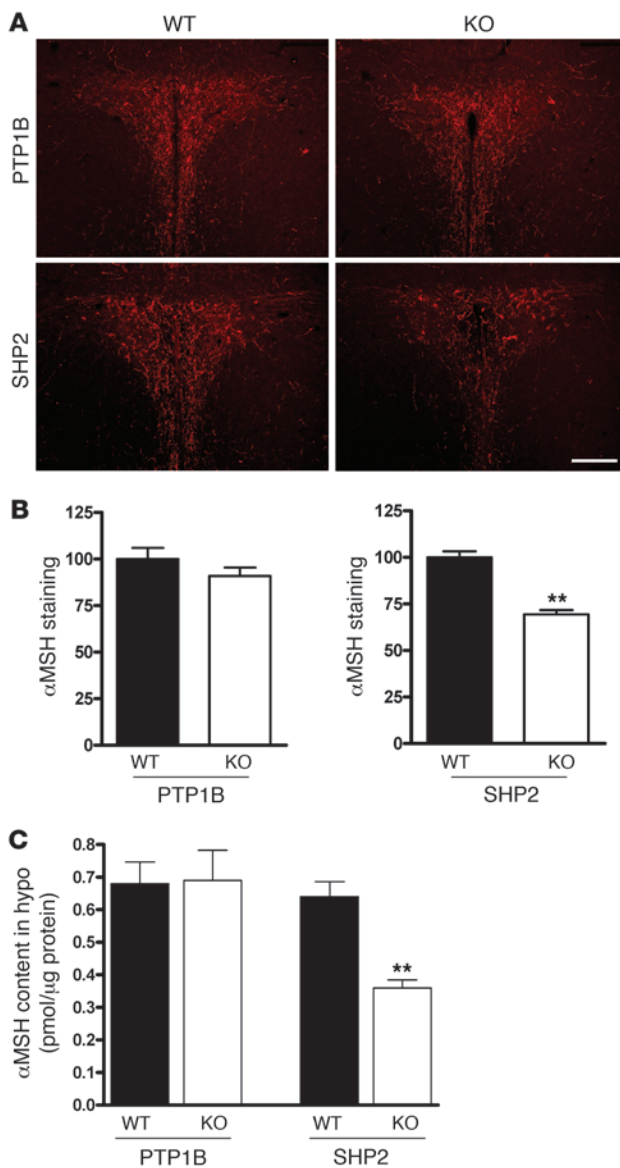 A
WT
KO
PTP1B
SHP2
B
αMSH staining
125
100
75
50
25
0
WT
KO
PTP1B
αMSH staining
125
100
75
50
25
0
**
WT
KO
SHP2
C
αMSH content in hypo
(pmol/µg protein)
0.8
0.7
0.6
0.5
0.4
0.3
0.2
0.1
0.0
**
WT
KO
WT
KO
PTP1B
SHP2